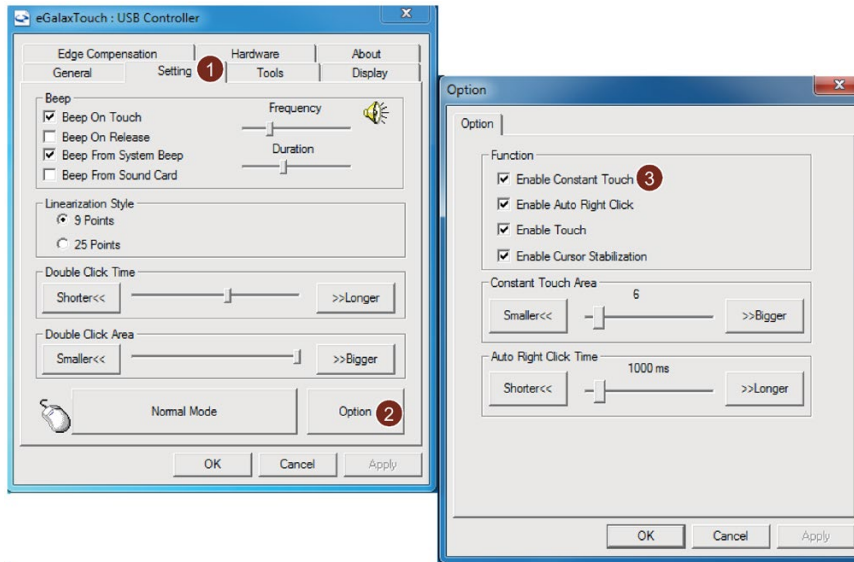 eGalaxTouch : USB Controller
Edge Compensation Hardware About
General Setting 1 Tools Display
Beep
Beep On Touch
Beep On Release
Beep From System Beep
Beep From Sound Card
Frequency
Duration
Linearization Style
9 Points
25 Points
Double Click Time
Shorter<< >>Longer
Double Click Area
Smaller<< >>Bigger
Normal Mode Option 2
OK Cancel Apply
Option
Option
Function
Enable Constant Touch 3
Enable Auto Right Click
Enable Touch
Enable Cursor Stabilization
Constant Touch Area
6
Smaller<< >>Bigger
Auto Right Click Time
1000 ms
Shorter<< >>Longer
OK Cancel Apply